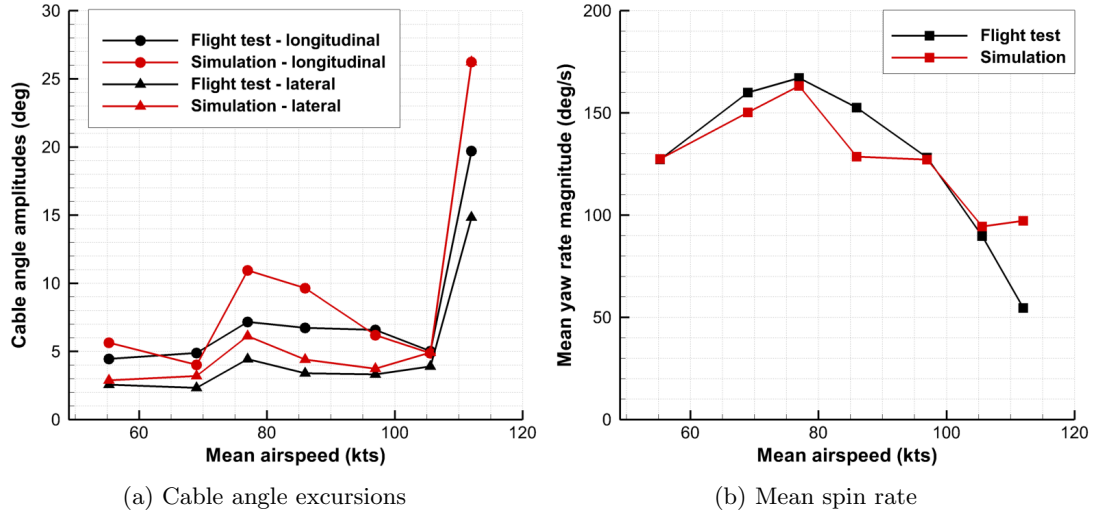 30
25
20
15
10
5
0
60
80
100
120
Cable angle amplitudes (deg)
Mean airspeed (kts)
Flight test - longitudinal
Simulation - longitudinal
Flight test - lateral
Simulation - lateral
(a) Cable angle excursions
200
150
100
50
0
60
80
100
120
Mean yaw rate magnitude (deg/s)
Mean airspeed (kts)
Flight test
Simulation
(b) Mean spin rate